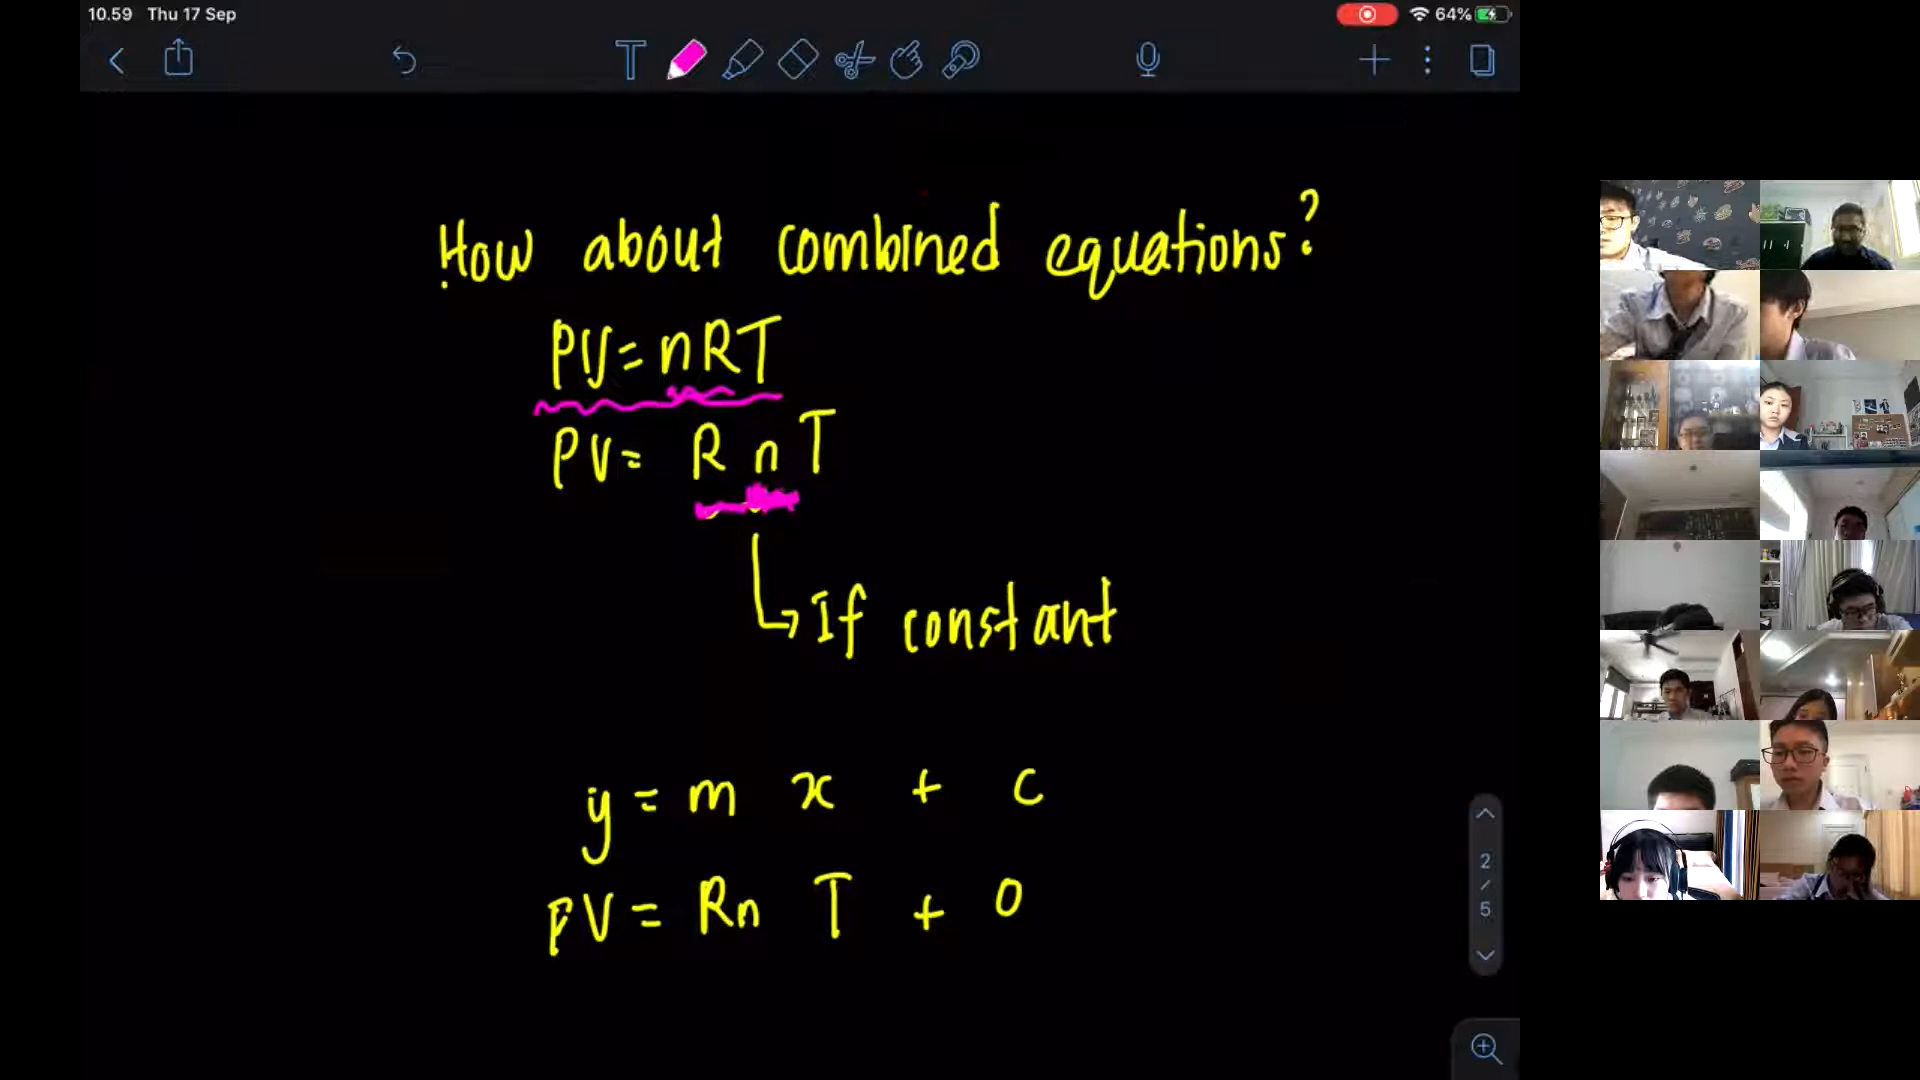 10.59 Thu 17 Sep
64%
T
How about combined equations?
PV = nRT
PV = R n T
If constant
y = m x + c
PV = Rn T + 0
2
/
5